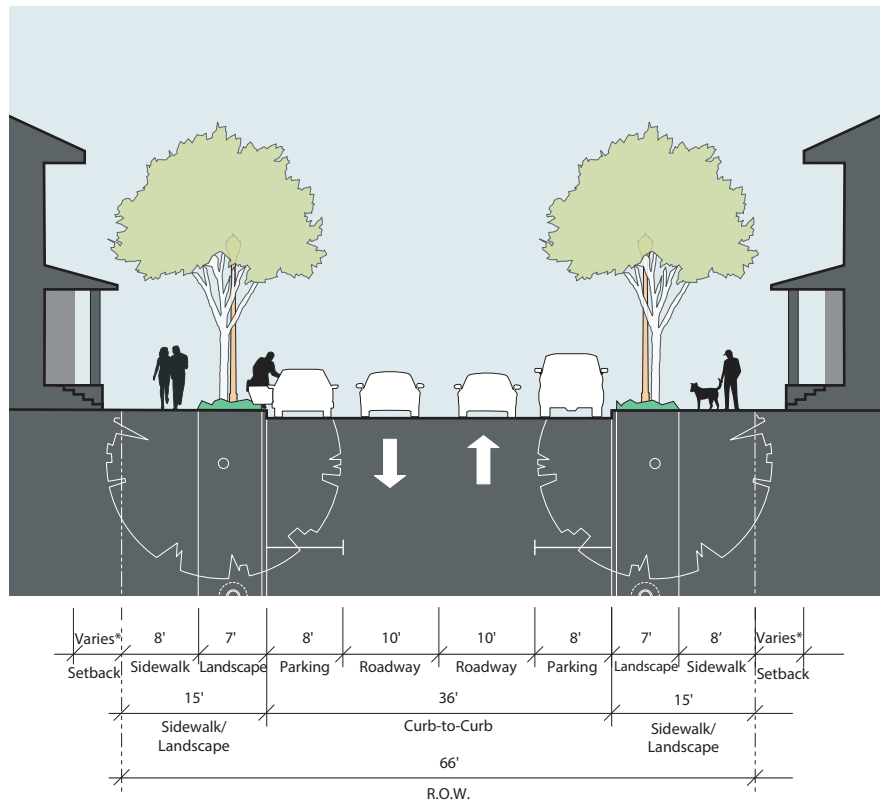 Varies* 8' 7' 8' 10' 10' 8' 7' 8’ Varies*
Setback Sidewalk Landscape Parking Roadway Roadway Parking Landscape Sidewalk Setback
15' 36' 15'
Sidewalk/
Landscape
Curb-to-Curb
Sidewalk/
Landscape
66'
R.O.W.